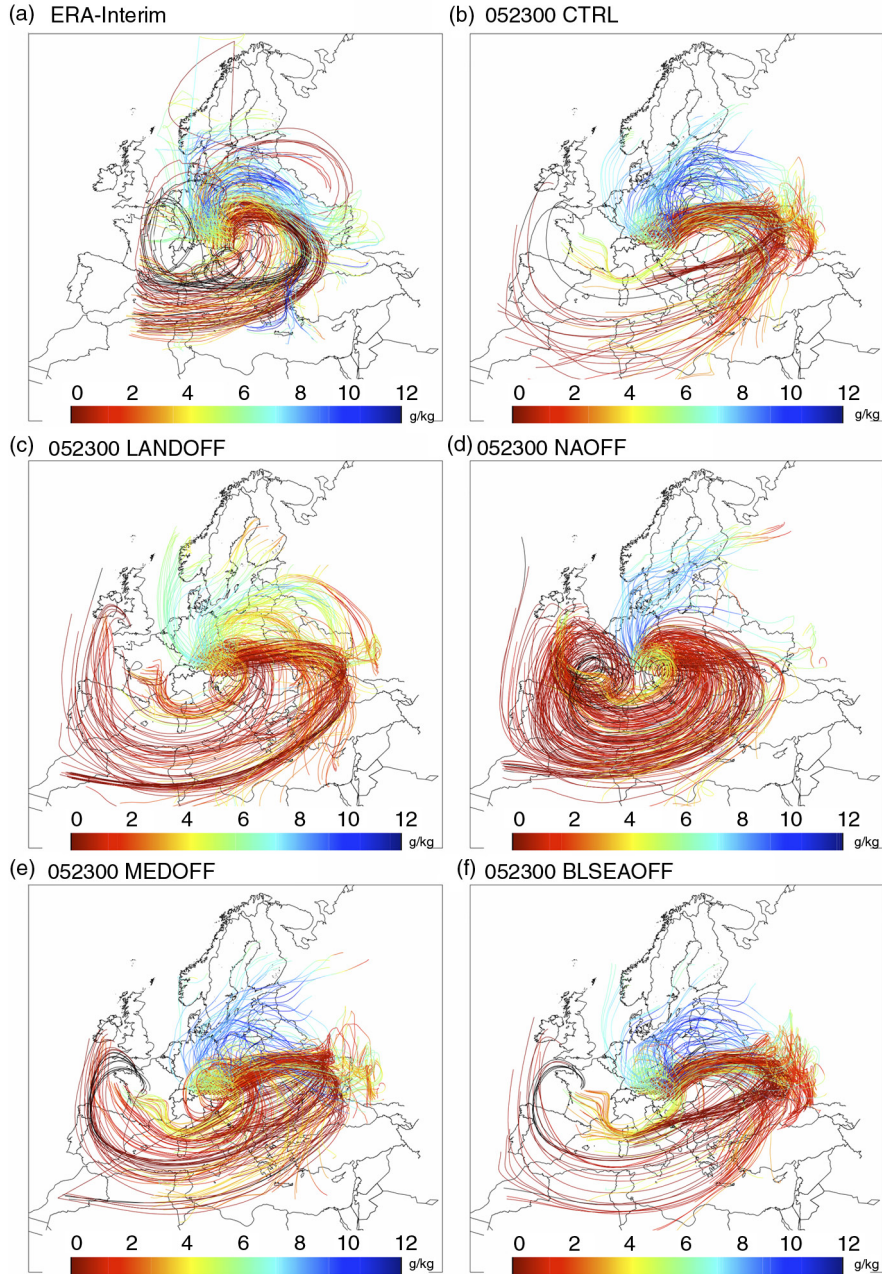 (a) ERA-Interim
(b) 052300 CTRL
0 2 4 6 8 10 12
g/kg
0 2 4 6 8 10 12
g/kg
(c) 052300 LANDOFF
(d) 052300 NAOFF
0 2 4 6 8 10 12
g/kg
0 2 4 6 8 10 12
g/kg
(e) 052300 MEDOFF
(f) 052300 BLSEAOFF
0 2 4 6 8 10 12
g/kg
0 2 4 6 8 10 12
g/kg